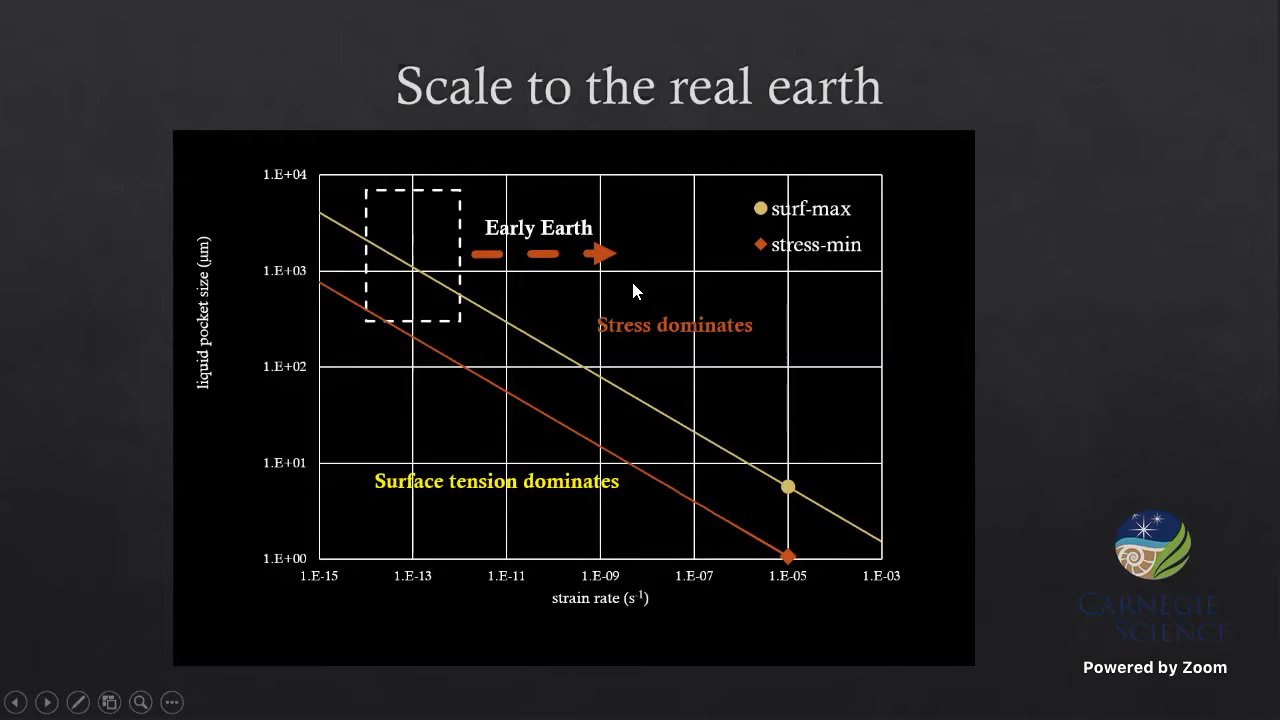 Scale to the real earth
1.E+04
1.E+03
1.E+02
1.E+01
1.E+00
liquid pocket size (μm)
Early Earth
surf-max
stress-min
Stress dominates
Surface tension dominates
1.E-15 1.E-13 1.E-11 1.E-09 1.E-07 1.E-05 1.E-03
strain rate (s⁻¹)
CARNEGIE
SCIENCE
Powered by Zoom